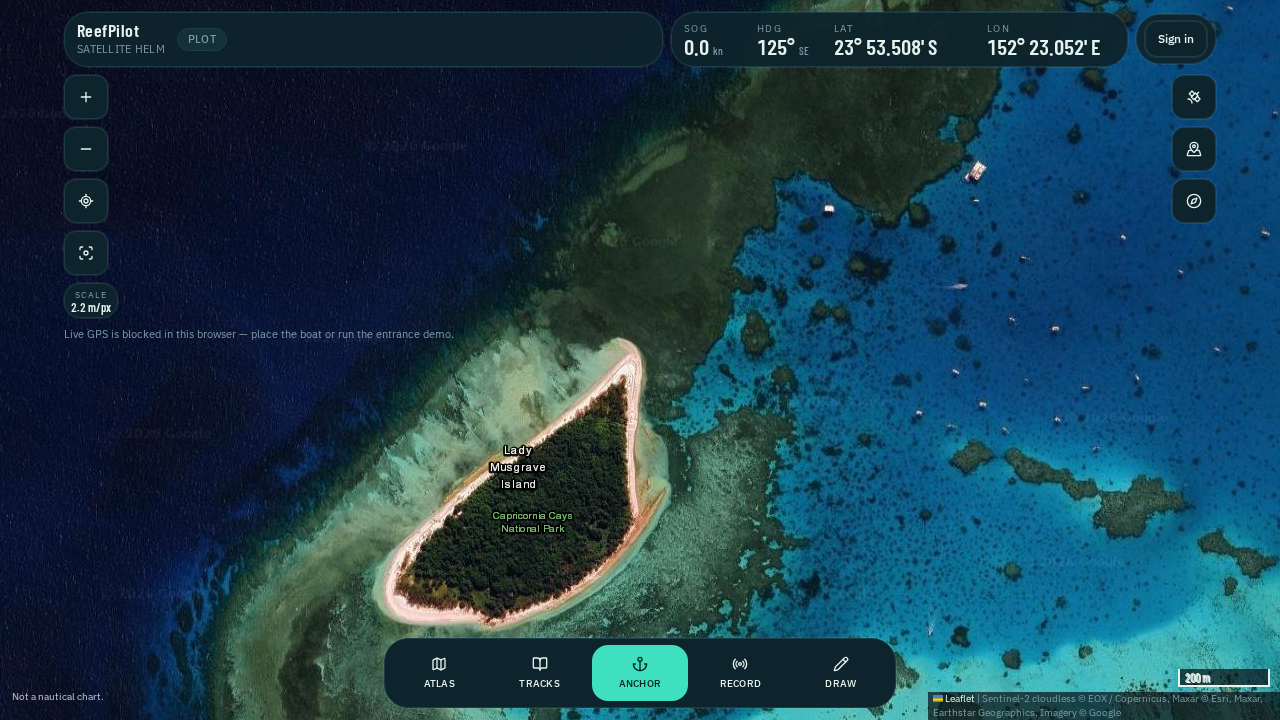 ReefPilot
SATELLITE HELM
PLOT
SOG
0.0 kn
HDG
125° SE
LAT
23° 53.508' S
LON
152° 23.052' E
Sign in
SCALE
2.2 m/px
Live GPS is blocked in this browser — place the boat or run the entrance demo.
© 2026 Google
Lady
Musgrave
Island
Capricornia Cays
National Park
ATLAS
TRACKS
ANCHOR
RECORD
DRAW
Not a nautical chart.
200 m
Leaflet | Sentinel-2 cloudless © EOX / Copernicus, Maxar © Esri, Maxar,
Earthstar Geographics, Imagery © Google